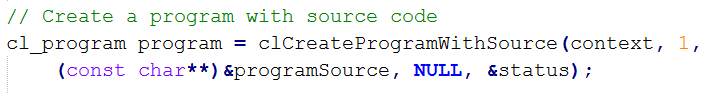 // Create a program with source code
cl_program program = clCreateProgramWithSource(context, 1,
(const char**)&programSource, NULL, &status);